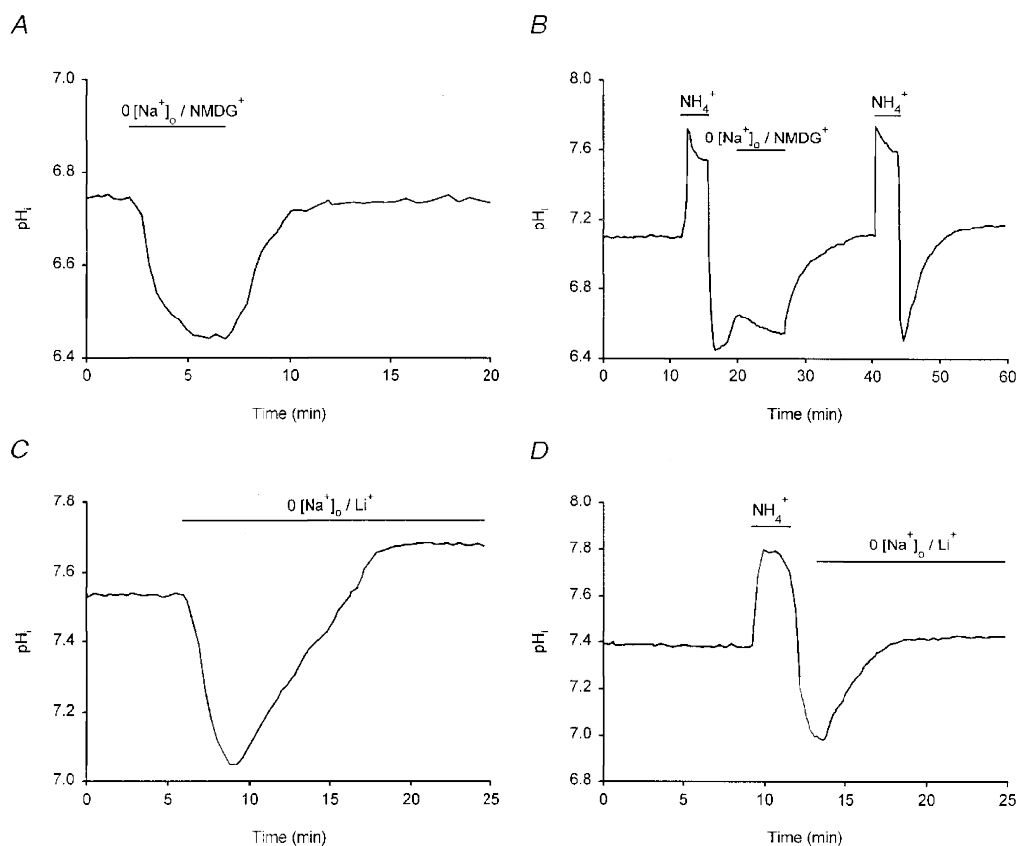 A
7.0
6.8
6.6
6.4
pHi
0 [Na+]o / NMDG+
0
5
10
15
20
Time (min)
B
8.0
7.6
7.2
6.8
6.4
pHi
NH4+
0 [Na+]o / NMDG+
NH4+
0
10
20
30
40
50
60
Time (min)
C
7.8
7.6
7.4
7.2
7.0
pHi
0 [Na+]o / Li+
0
5
10
15
20
25
Time (min)
D
8.0
7.8
7.6
7.4
7.2
7.0
6.8
pHi
NH4+
0 [Na+]o / Li+
0
5
10
15
20
25
Time (min)